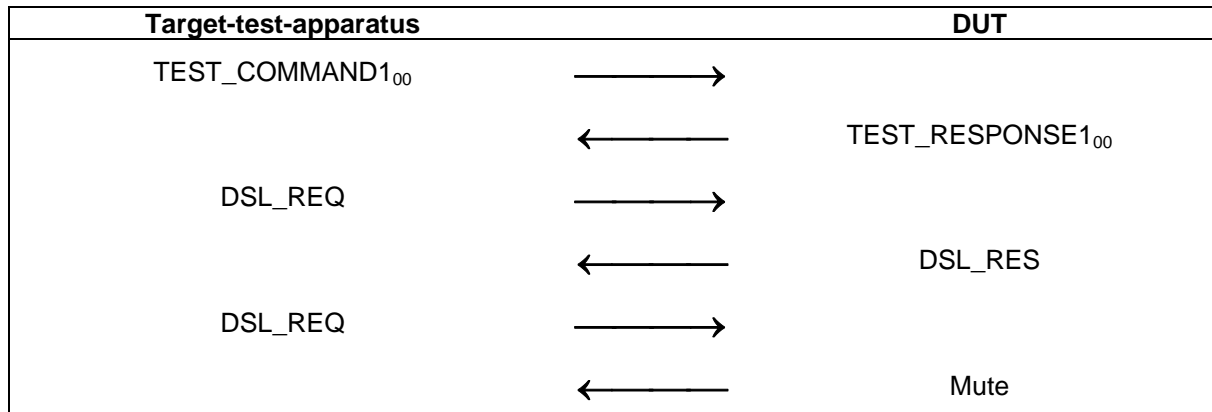 Target-test-apparatus DUT
TEST_COMMAND1₀₀
TEST_RESPONSE1₀₀
DSL_REQ
DSL_RES
DSL_REQ
Mute